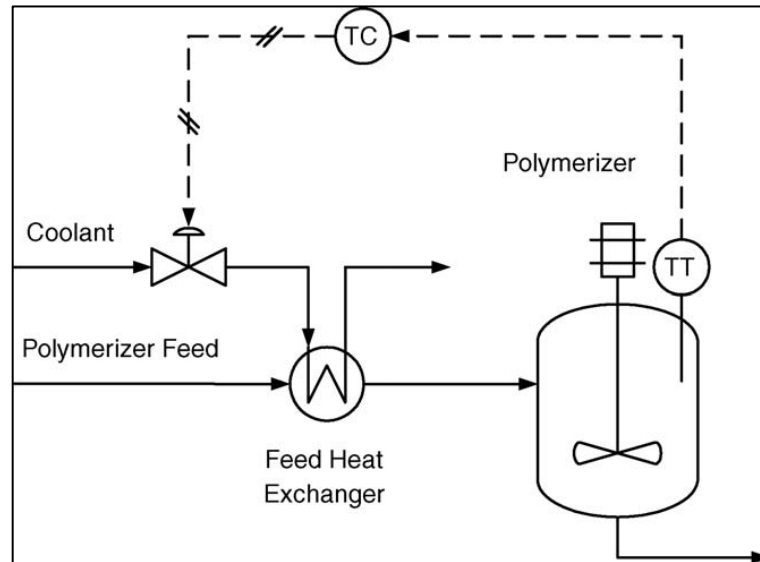 TC
Polymerizer
Coolant
TT
Polymerizer Feed
Feed Heat
Exchanger